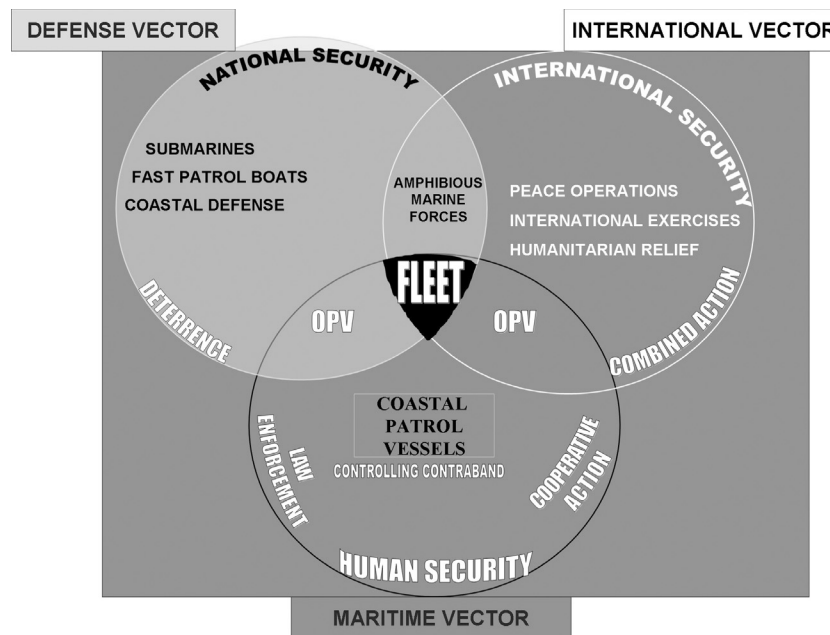 DEFENSE VECTOR
INTERNATIONAL VECTOR
NATIONAL SECURITY
INTERNATIONAL SECURITY
SUBMARINES
FAST PATROL BOATS
COASTAL DEFENSE
AMPHIBIOUS
MARINE
FORCES
PEACE OPERATIONS
INTERNATIONAL EXERCISES
HUMANITARIAN RELIEF
DETERRENCE
FLEET
OPV
OPV
COMBINED ACTION
COASTAL
PATROL
VESSELS
CONTROLLING CONTRABAND
LAW
ENFORCEMENT
COOPERATIVE
ACTION
HUMAN SECURITY
MARITIME VECTOR